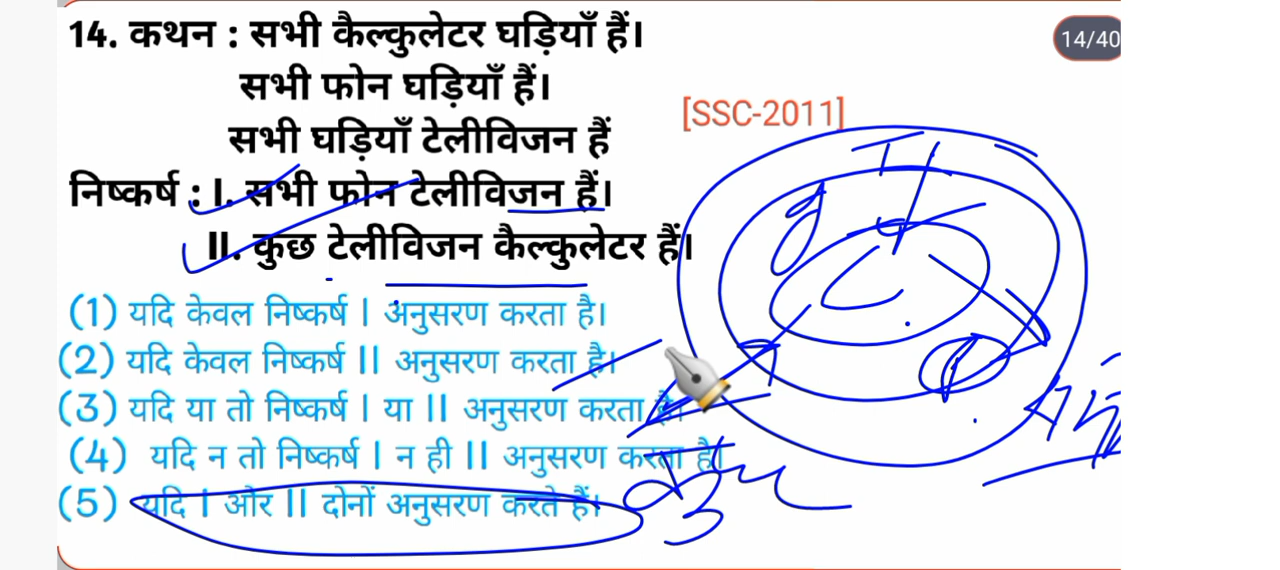 14. कथन : सभी कैल्कुलेटर घड़ियाँ हैं।
14/40
सभी फोन घड़ियाँ हैं।
[SSC-2011]
सभी घड़ियाँ टेलीविजन हैं
निष्कर्ष : I. सभी फोन टेलीविजन हैं।
II. कुछ टेलीविजन कैल्कुलेटर हैं।
(1) यदि केवल निष्कर्ष I अनुसरण करता है।
(2) यदि केवल निष्कर्ष II अनुसरण करता है।
(3) यदि या तो निष्कर्ष I या II अनुसरण करता है।
(4) यदि न तो निष्कर्ष I न ही II अनुसरण करता है।
(5) यदि I ओर II दोनों अनुसरण करते हैं।